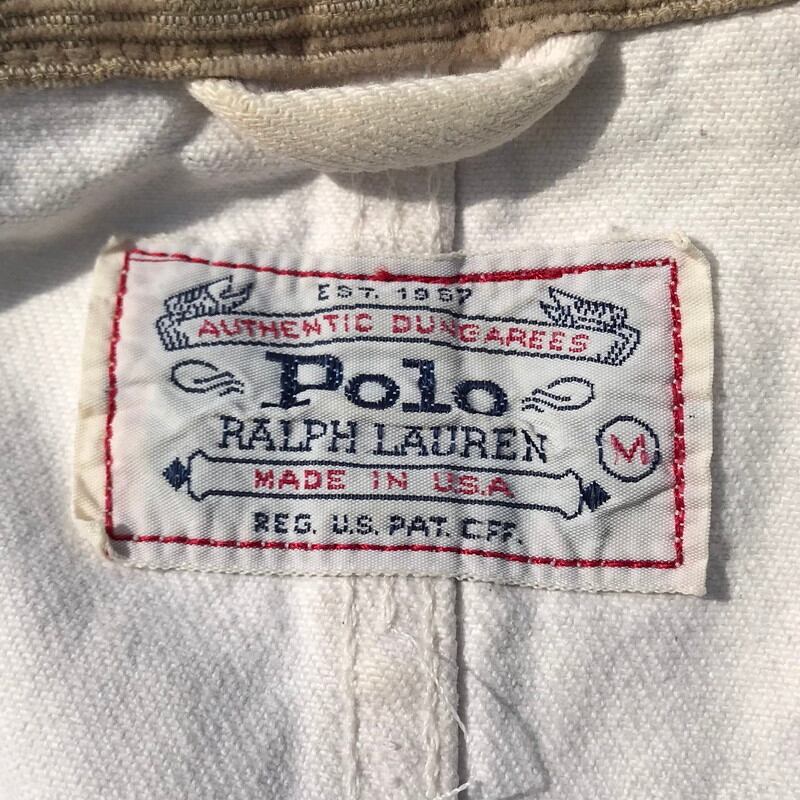 EST. 1967
AUTHENTIC DUNGAREES
Polo
RALPH LAUREN
M
MADE IN U.S.A
REG. U.S. PAT. OFF.